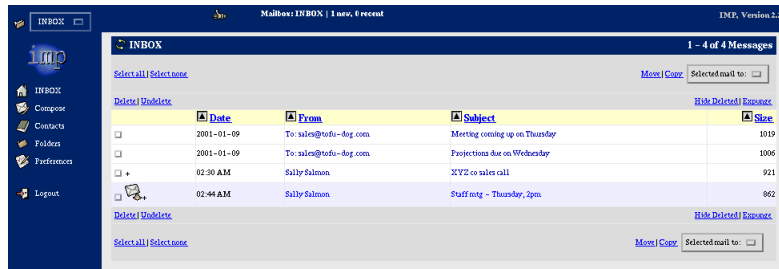 INBOX
Mailbox: INBOX | 1 new, 0 recent
IMP, Version 2.
imp
INBOX
Compose
Contacts
Folders
Preferences
Logout
INBOX
1 - 4 of 4 Messages
Select all | Select none
Move | Copy Selected mail to:
Delete | Undelete
Hide Deleted | Expunge
Date From Subject Size
2001-01-09 To: sales@tofu-dog.com Meeting coming up on Thursday 1019
2001-01-09 To: sales@tofu-dog.com Projections due on Wednesday 1006
+ 02:30 AM Sally Salmon XYZ co sales call 921
+ 02:44 AM Sally Salmon Staff mtg - Thursday, 2pm. 862
Delete | Undelete
Hide Deleted | Expunge
Select all | Select none
Move | Copy Selected mail to: